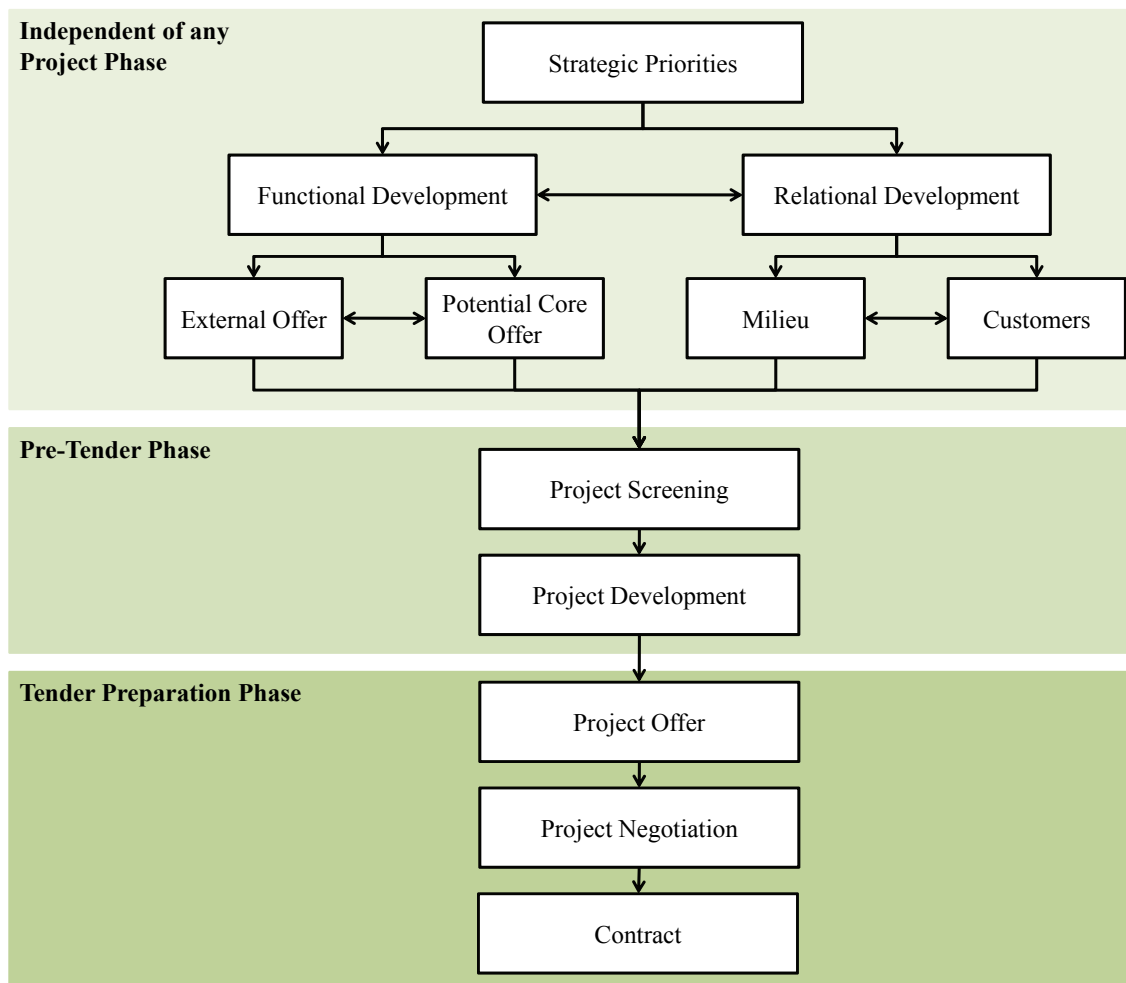 Independent of any
Project Phase
Strategic Priorities
Functional Development
Relational Development
External Offer
Potential Core
Offer
Milieu
Customers
Pre-Tender Phase
Project Screening
Project Development
Tender Preparation Phase
Project Offer
Project Negotiation
Contract